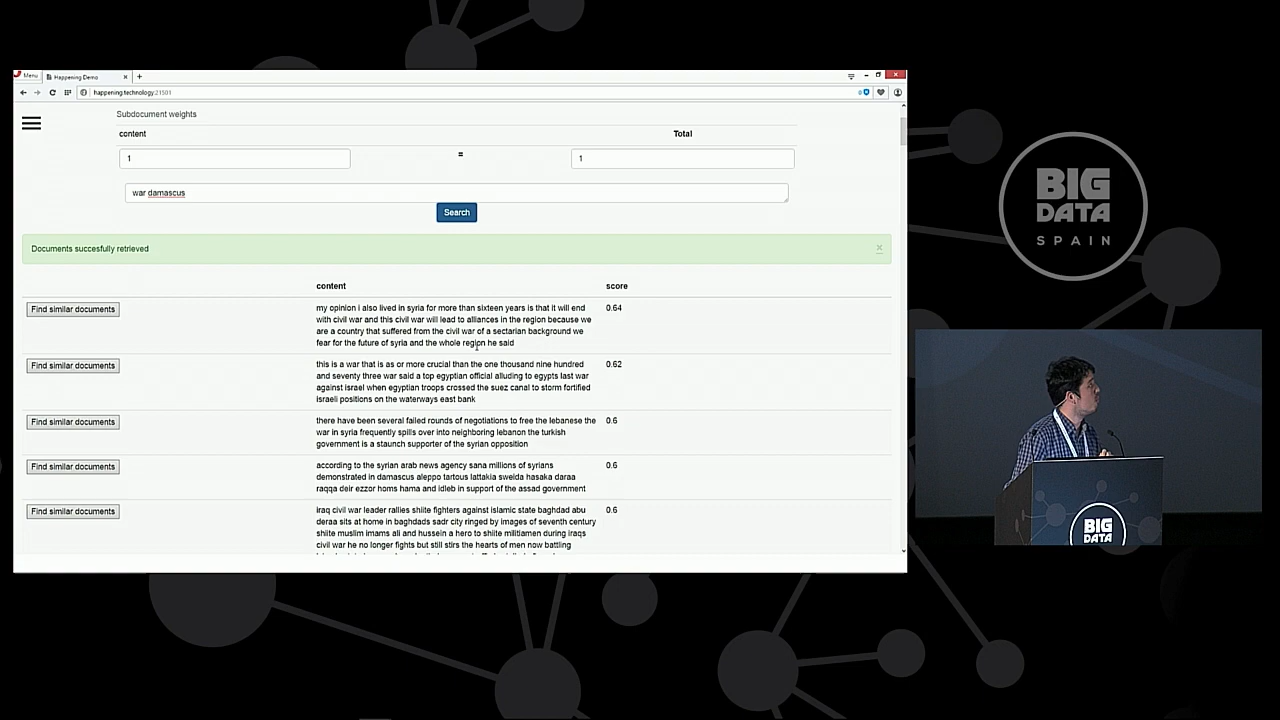 Menu
Happening Demo
happening.technology:21501
0
Subdocument weights
content
Total
1
=
1
war damascus
Search
Documents succesfully retrieved
content
score
Find similar documents
my opinion i also lived in syria for more than sixteen years is that it will end
with civil war and this civil war will lead to alliances in the region because we
are a country that suffered from the civil war of a sectarian background we
fear for the future of syria and the whole region he said
0.64
Find similar documents
this is a war that is as or more crucial than the one thousand nine hundred
and seventy three war said a top egyptian official alluding to egypts last war
against israel when egyptian troops crossed the suez canal to storm fortified
israeli positions on the waterways east bank
0.62
Find similar documents
there have been several failed rounds of negotiations to free the lebanese the
war in syria frequently spills over into neighboring lebanon the turkish
government is a staunch supporter of the syrian opposition
0.6
Find similar documents
according to the syrian arab news agency sana millions of syrians
demonstrated in damascus aleppo tartous lattakia sweida hasaka daraa
raqqa deir ezzor homs hama and idleb in support of the assad government
0.6
Find similar documents
iraq civil war leader rallies shiite fighters against islamic state baghdad abu
deraa sits at home in baghdads sadr city ringed by images of seventh century
shiite muslim imams ali and hussein a hero to shiite militiamen during iraqs
civil war he no longer fights but still stirs the hearts of men now battling
0.6
BIG
DATA
SPAIN
BIG
DATA